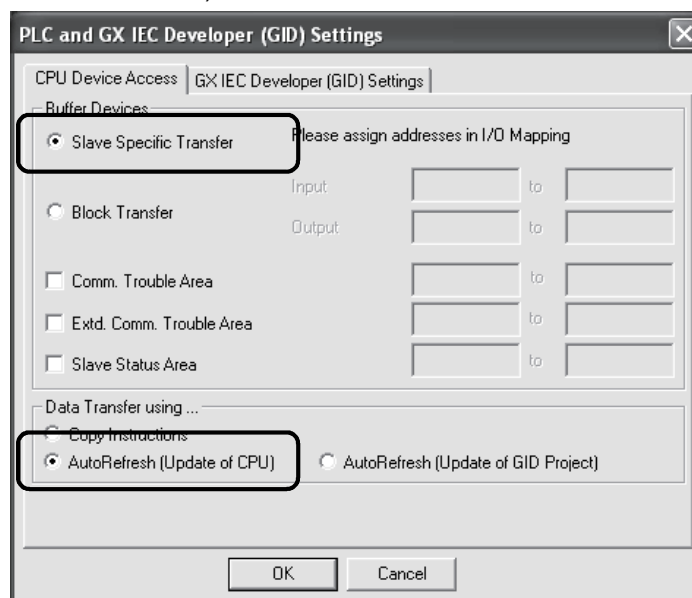 PLC and GX IEC Developer (GID) Settings
CPU Device Access GX IEC Developer (GID) Settings
Buffer Devices
Slave Specific Transfer Please assign addresses in I/O Mapping
Input to
Block Transfer
Output to
Comm. Trouble Area to
Extd. Comm. Trouble Area to
Slave Status Area to
Data Transfer using ...
Copy Instructions
AutoRefresh (Update of CPU) AutoRefresh (Update of GID Project)
OK Cancel